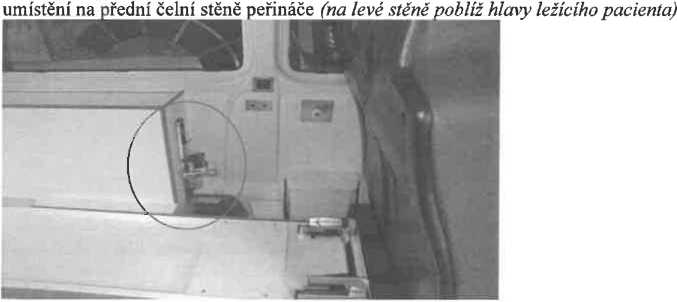 umístění na přední čelní stěně peřináče (na levé stěně poblíž hlavy ležícího pacienta)